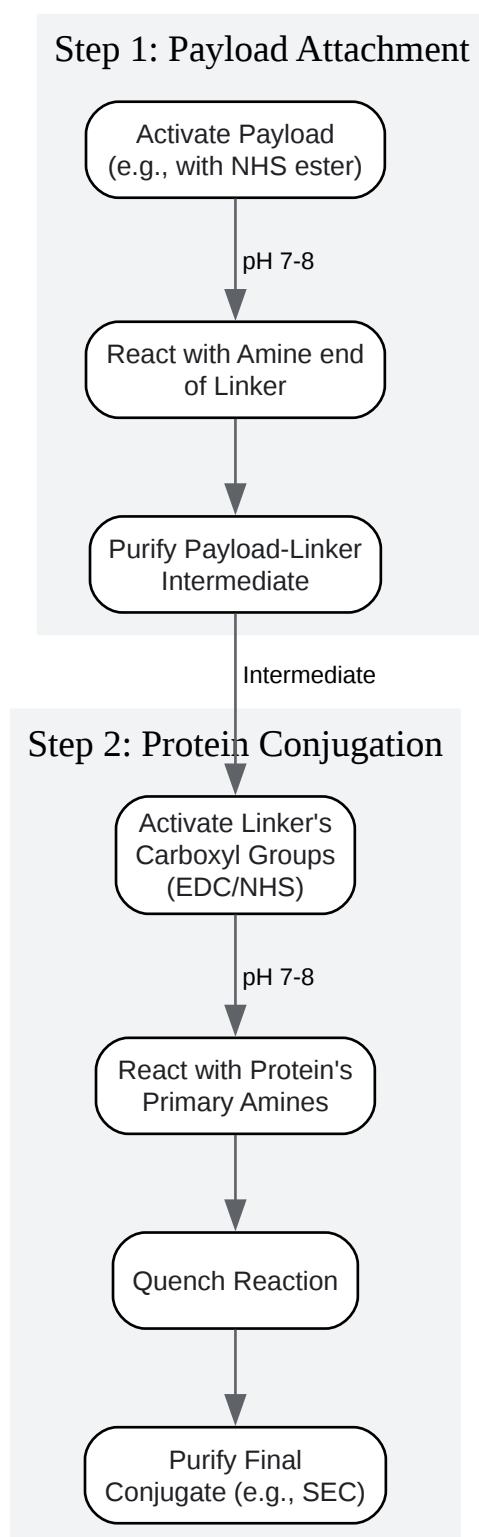 Step 1: Payload Attachment
Activate Payload
(e.g., with NHS ester)
pH 7-8
React with Amine end
of Linker
Purify Payload-Linker
Intermediate
Intermediate
Step 2: Protein Conjugation
Activate Linker's
Carboxyl Groups
(EDC/NHS)
pH 7-8
React with Protein's
Primary Amines
Quench Reaction
Purify Final
Conjugate (e.g., SEC)